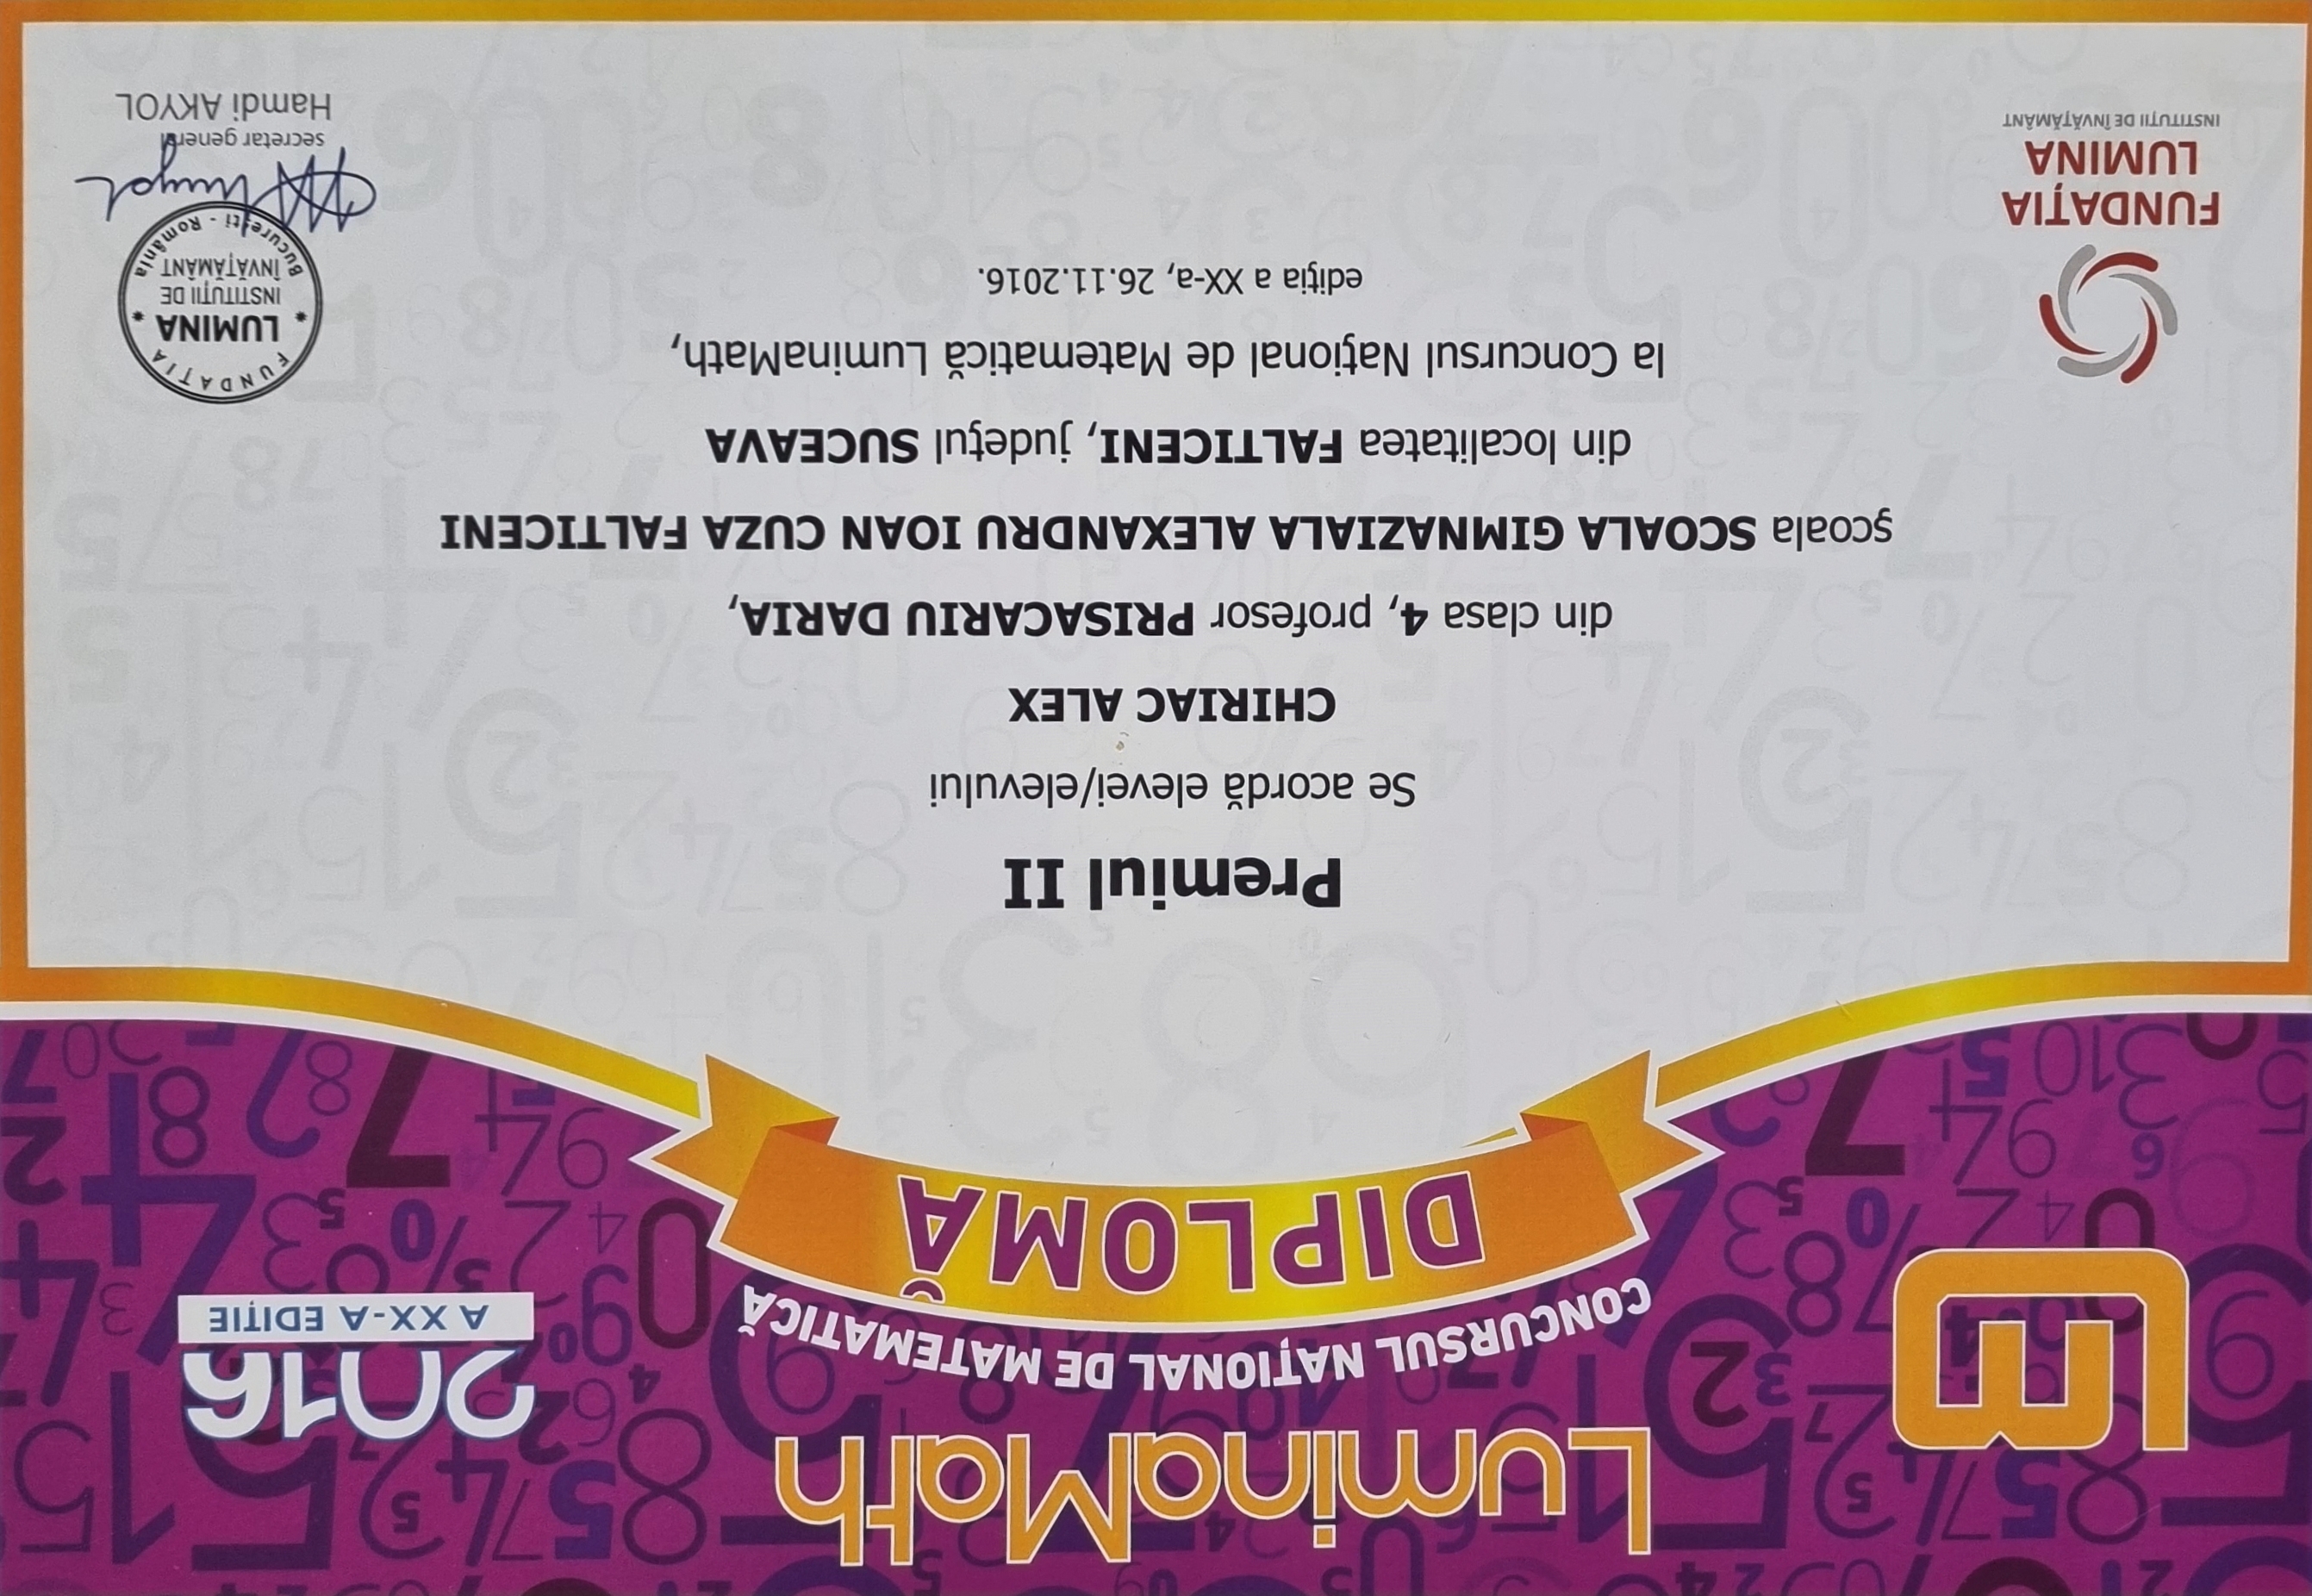 LuminaMath
CONCURSUL NAȚIONAL DE MATEMATICĂ
DIPLOMĂ
LM
2016
A XX-A EDIȚIE
Premiul II
Se acordă elevei/elevului
CHIRIAC ALEX
din clasa 4, profesor PRISACARIU DARIA,
şcoala SCOALA GIMNAZIALA ALEXANDRU IOAN CUZA FALTICENI
din localitatea FALTICENI, judeţul SUCEAVA
la Concursul Naţional de Matematică LuminaMath,
ediţia a XX-a, 26.11.2016.
FUNDAȚIA
LUMINA
INSTITUȚII DE ÎNVĂȚĂMÂNT
FUNDAȚIA
LUMINA
INSTITUȚII DE
ÎNVĂȚĂMÂNT
București - România
secretar general
Hamdi AKYOL